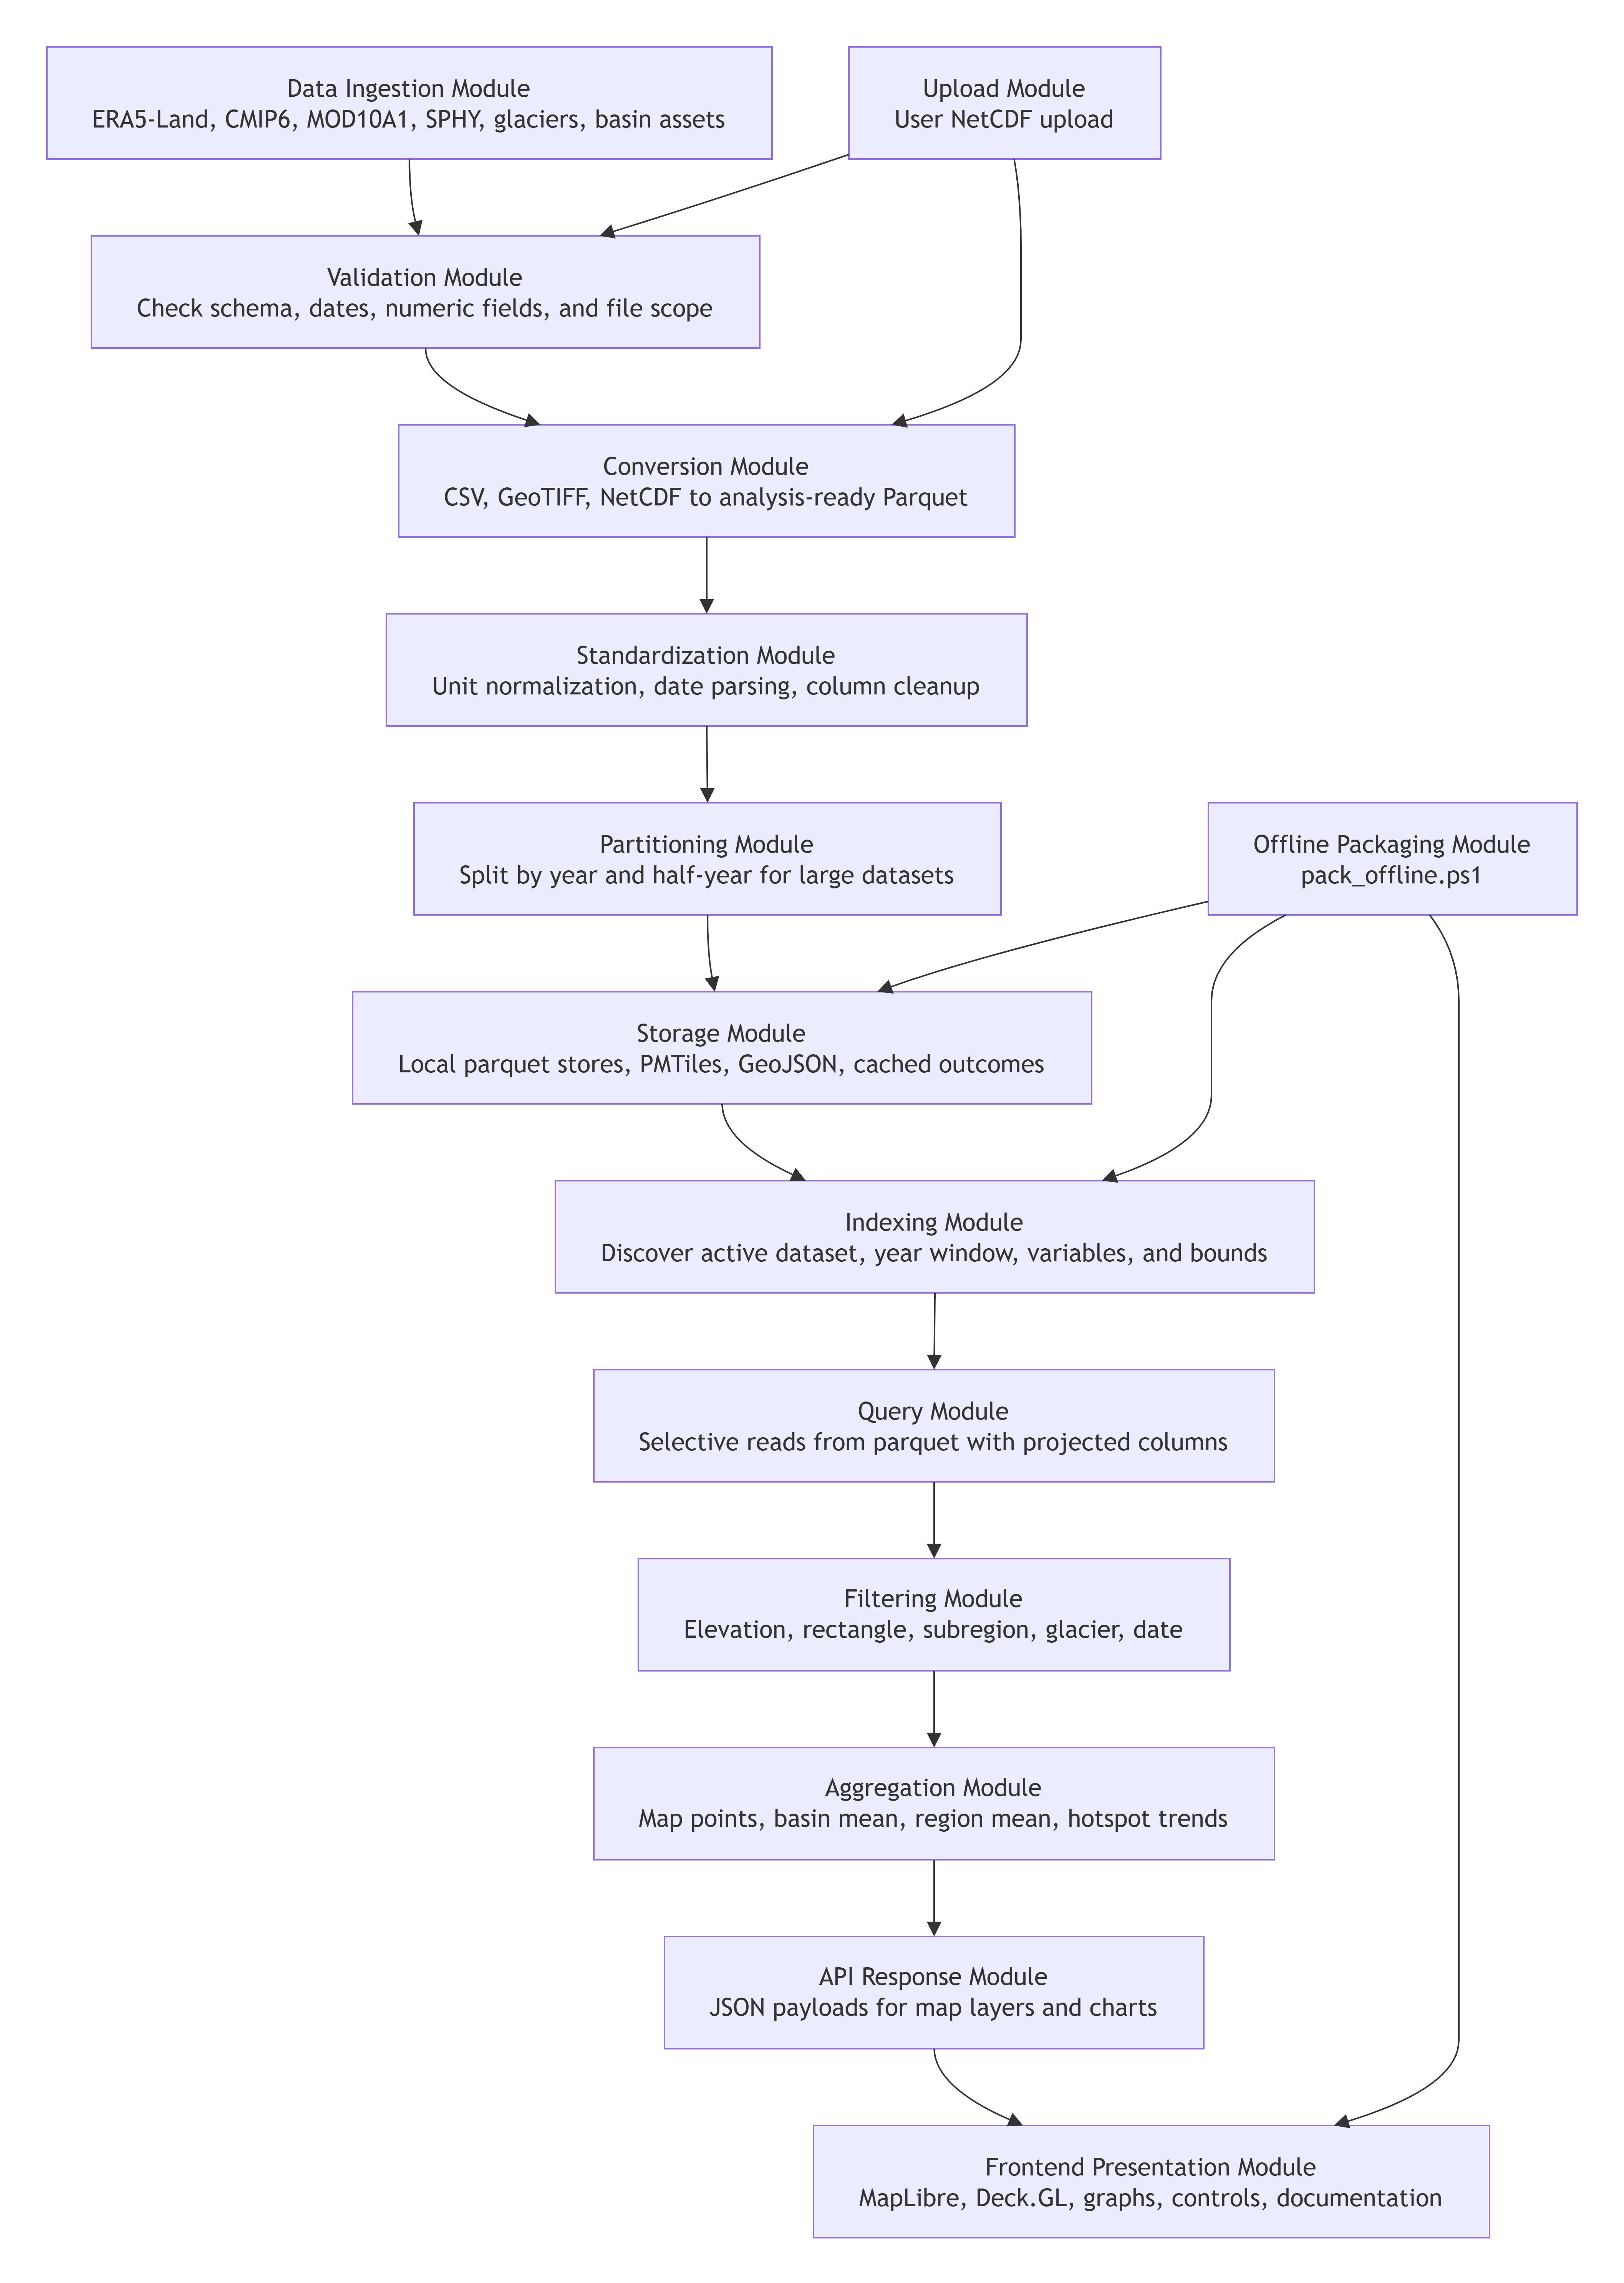 Data Ingestion Module
ERA5-Land, CMIP6, MOD10A1, SPHY, glaciers, basin assets
Upload Module
User NetCDF upload
Validation Module
Check schema, dates, numeric fields, and file scope
Conversion Module
CSV, GeoTIFF, NetCDF to analysis-ready Parquet
Standardization Module
Unit normalization, date parsing, column cleanup
Partitioning Module
Split by year and half-year for large datasets
Offline Packaging Module
pack_offline.ps1
Storage Module
Local parquet stores, PMTiles, GeoJSON, cached outcomes
Indexing Module
Discover active dataset, year window, variables, and bounds
Query Module
Selective reads from parquet with projected columns
Filtering Module
Elevation, rectangle, subregion, glacier, date
Aggregation Module
Map points, basin mean, region mean, hotspot trends
API Response Module
JSON payloads for map layers and charts
Frontend Presentation Module
MapLibre, Deck.GL, graphs, controls, documentation